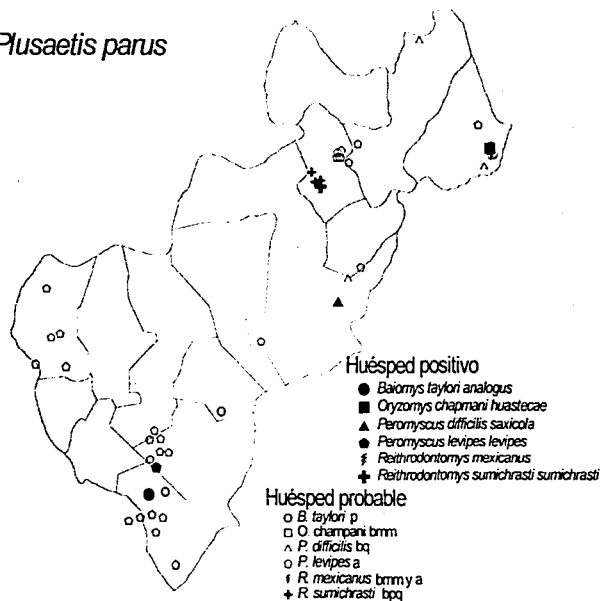 Plusaetis parus
Huésped positivo
Baiomys taylori analogus
Oryzomys chapmani huastecae
Peromyscus difficilis saxicola
Peromyscus levipes levipes
Reithrodontomys mexicanus
Reithrodontomys sumichrasti sumichrasti
Huésped probable
B. taylori p
O. champani bmm
P. difficilis bq
P. levipes a
R. mexicanus bmm y a
R. sumichrasti bpq